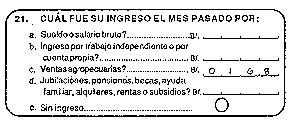 21. CUÁL FUE SU INGRESO EL MES PASADO POR:
a. Sueldo o salario bruto? B/.
b. Ingreso por trabajo independiente o por
cuenta propia? B/.
c. Ventas agropecuarias? B/. 0 1 6 8
d. Jubilaciones, pensiones, becas, ayuda
familiar, alquileres, rentas o subsidios? B/.
e. Sin ingreso